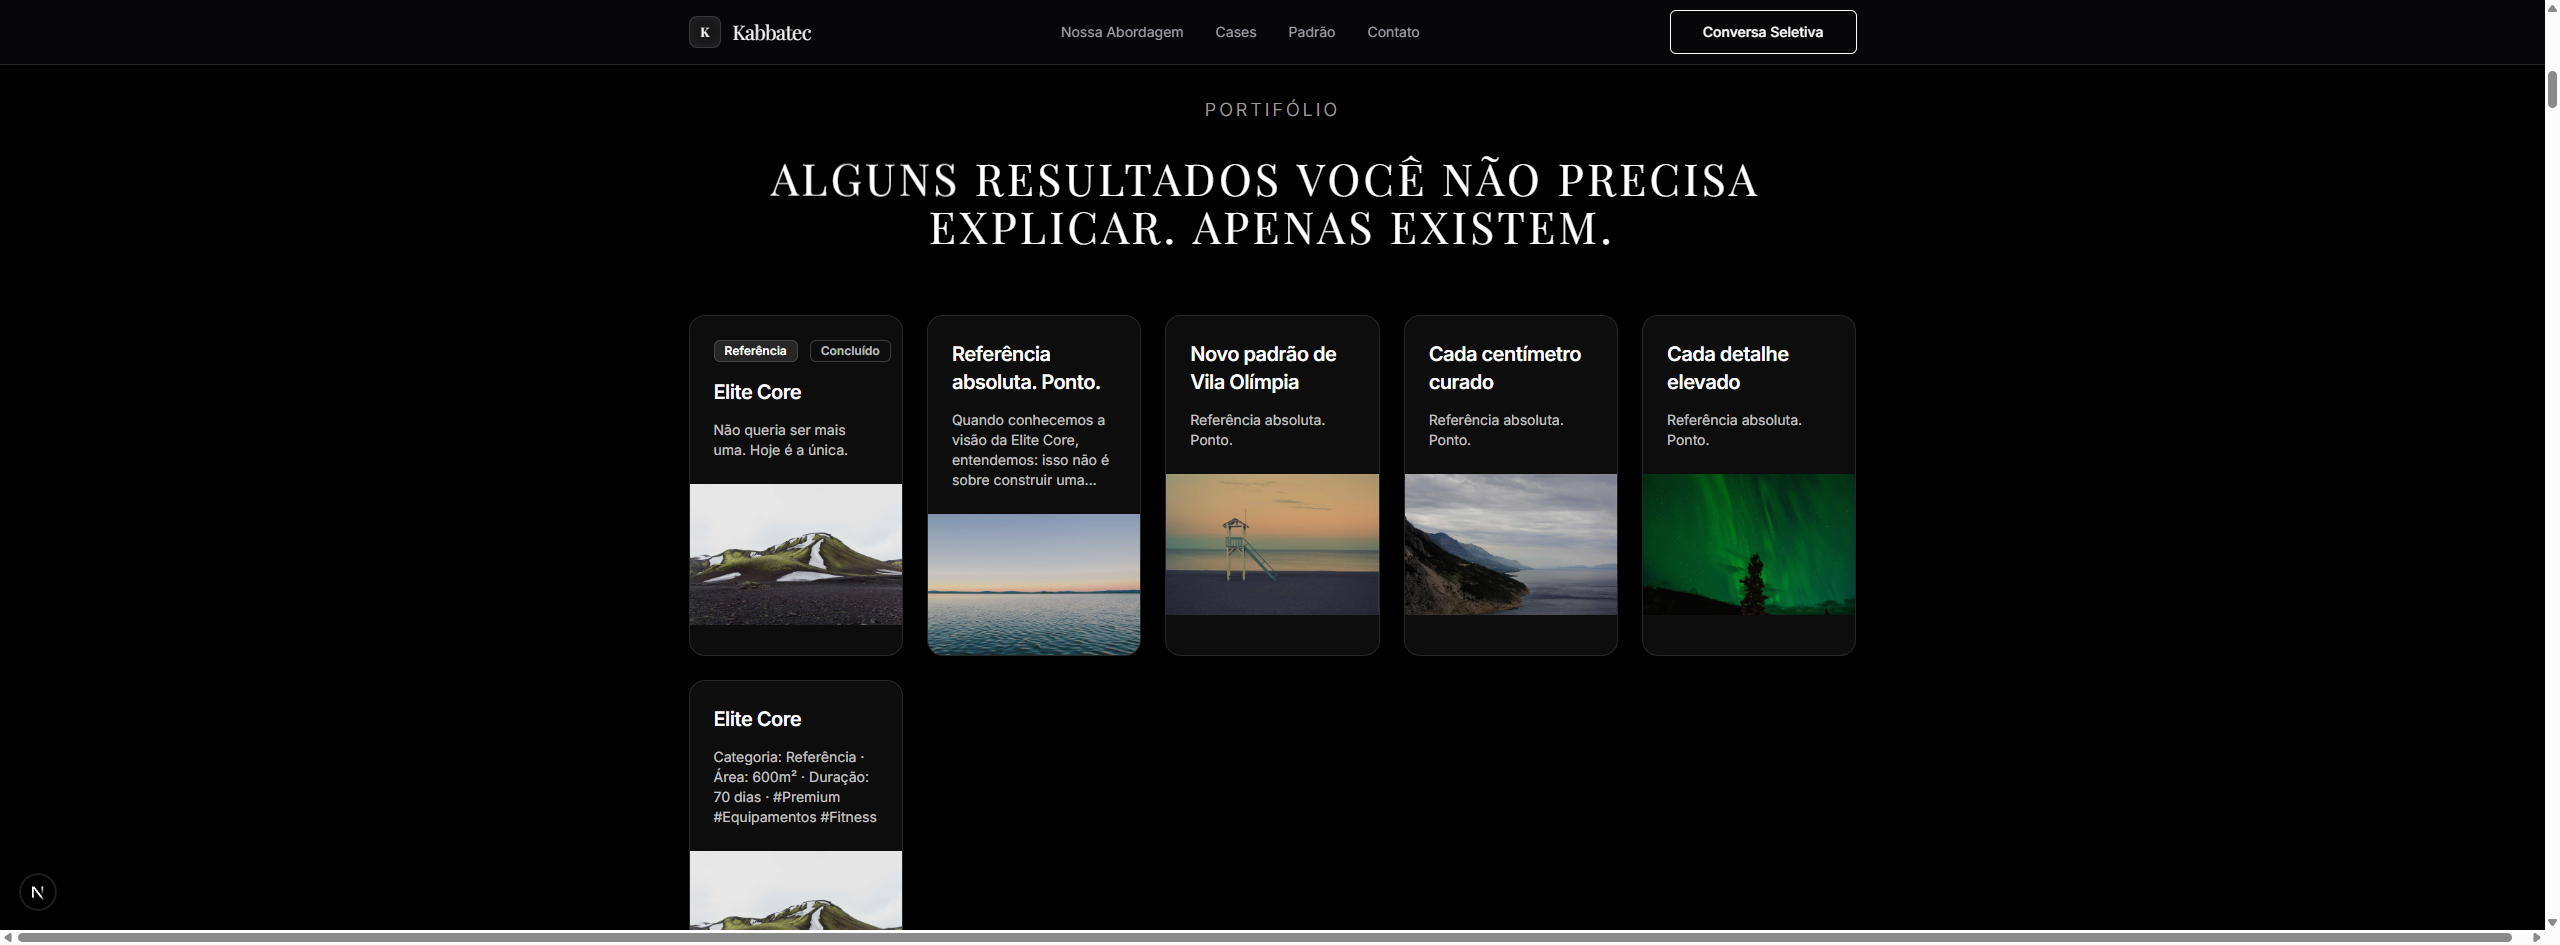 K Kabbatec
Nossa Abordagem Cases Padrão Contato
Conversa Seletiva
PORTIFÓLIO
ALGUNS RESULTADOS VOCÊ NÃO PRECISA
EXPLICAR. APENAS EXISTEM.
Referência Concluído
Elite Core
Não queria ser mais
uma. Hoje é a única.
Referência
absoluta. Ponto.
Quando conhecemos a
visão da Elite Core,
entendemos: isso não é
sobre construir uma...
Novo padrão de
Vila Olímpia
Referência absoluta.
Ponto.
Cada centímetro
curado
Referência absoluta.
Ponto.
Cada detalhe
elevado
Referência absoluta.
Ponto.
Elite Core
Categoria: Referência ·
Área: 600m² · Duração:
70 dias · #Premium
#Equipamentos #Fitness
N